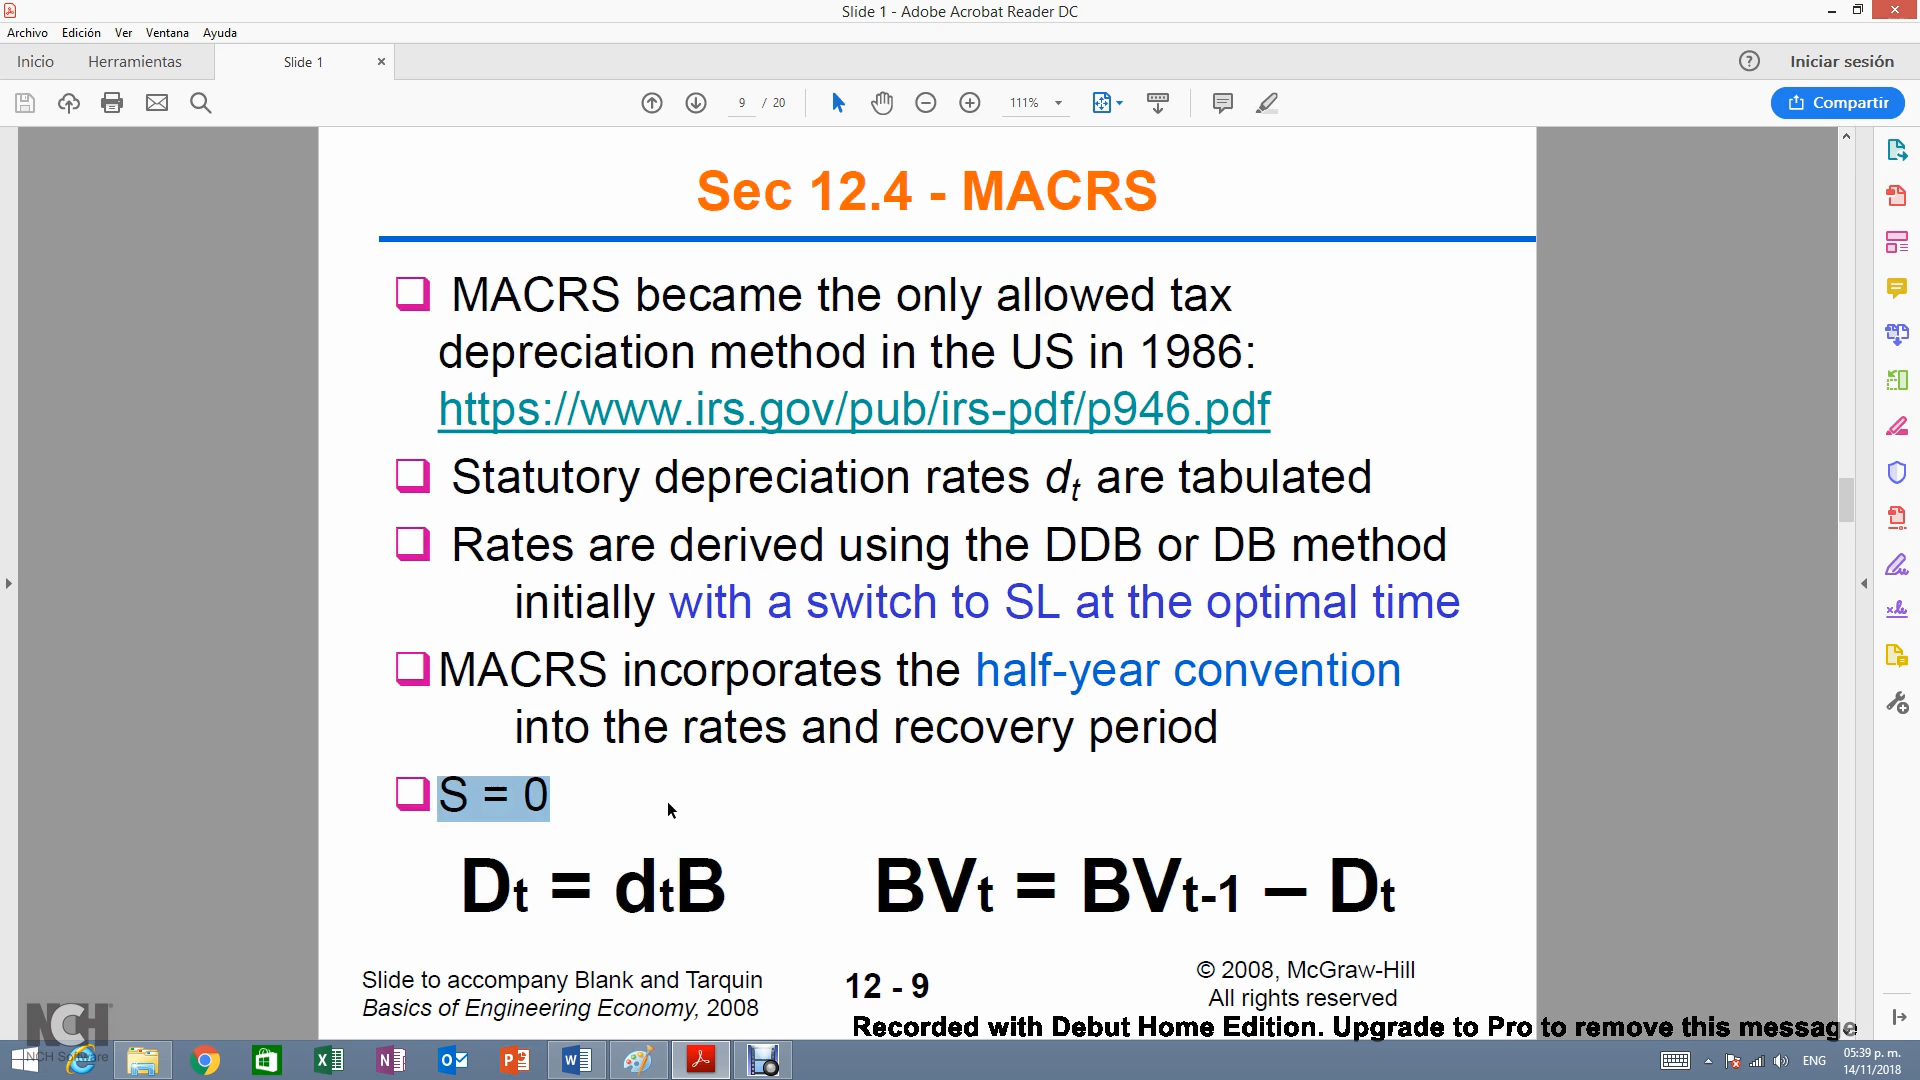 Slide 1 - Adobe Acrobat Reader DC
Archivo Edición Ver Ventana Ayuda
Inicio Herramientas Slide 1 × Iniciar sesión
9 / 20 111% Compartir
Sec 12.4 - MACRS
MACRS became the only allowed tax
depreciation method in the US in 1986:
https://www.irs.gov/pub/irs-pdf/p946.pdf
Statutory depreciation rates dt are tabulated
Rates are derived using the DDB or DB method
initially with a switch to SL at the optimal time
MACRS incorporates the half-year convention
into the rates and recovery period
S = 0
Dt = dtB BVt = BVt-1 – Dt
Slide to accompany Blank and Tarquin
Basics of Engineering Economy, 2008
12 - 9
© 2008, McGraw-Hill
All rights reserved
Recorded with Debut Home Edition. Upgrade to Pro to remove this message
NCH
NCH Software
ENG
05:39 p. m.
14/11/2018